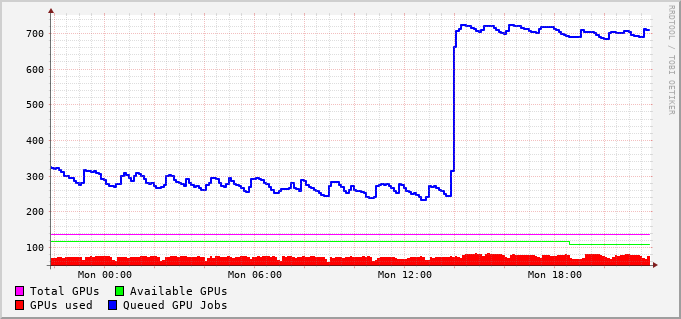 700
600
500
400
300
200
100
Mon 00:00 Mon 06:00 Mon 12:00 Mon 18:00
Total GPUs Available GPUs
GPUs used Queued GPU Jobs
RRDTOOL / TOBI OETIKER